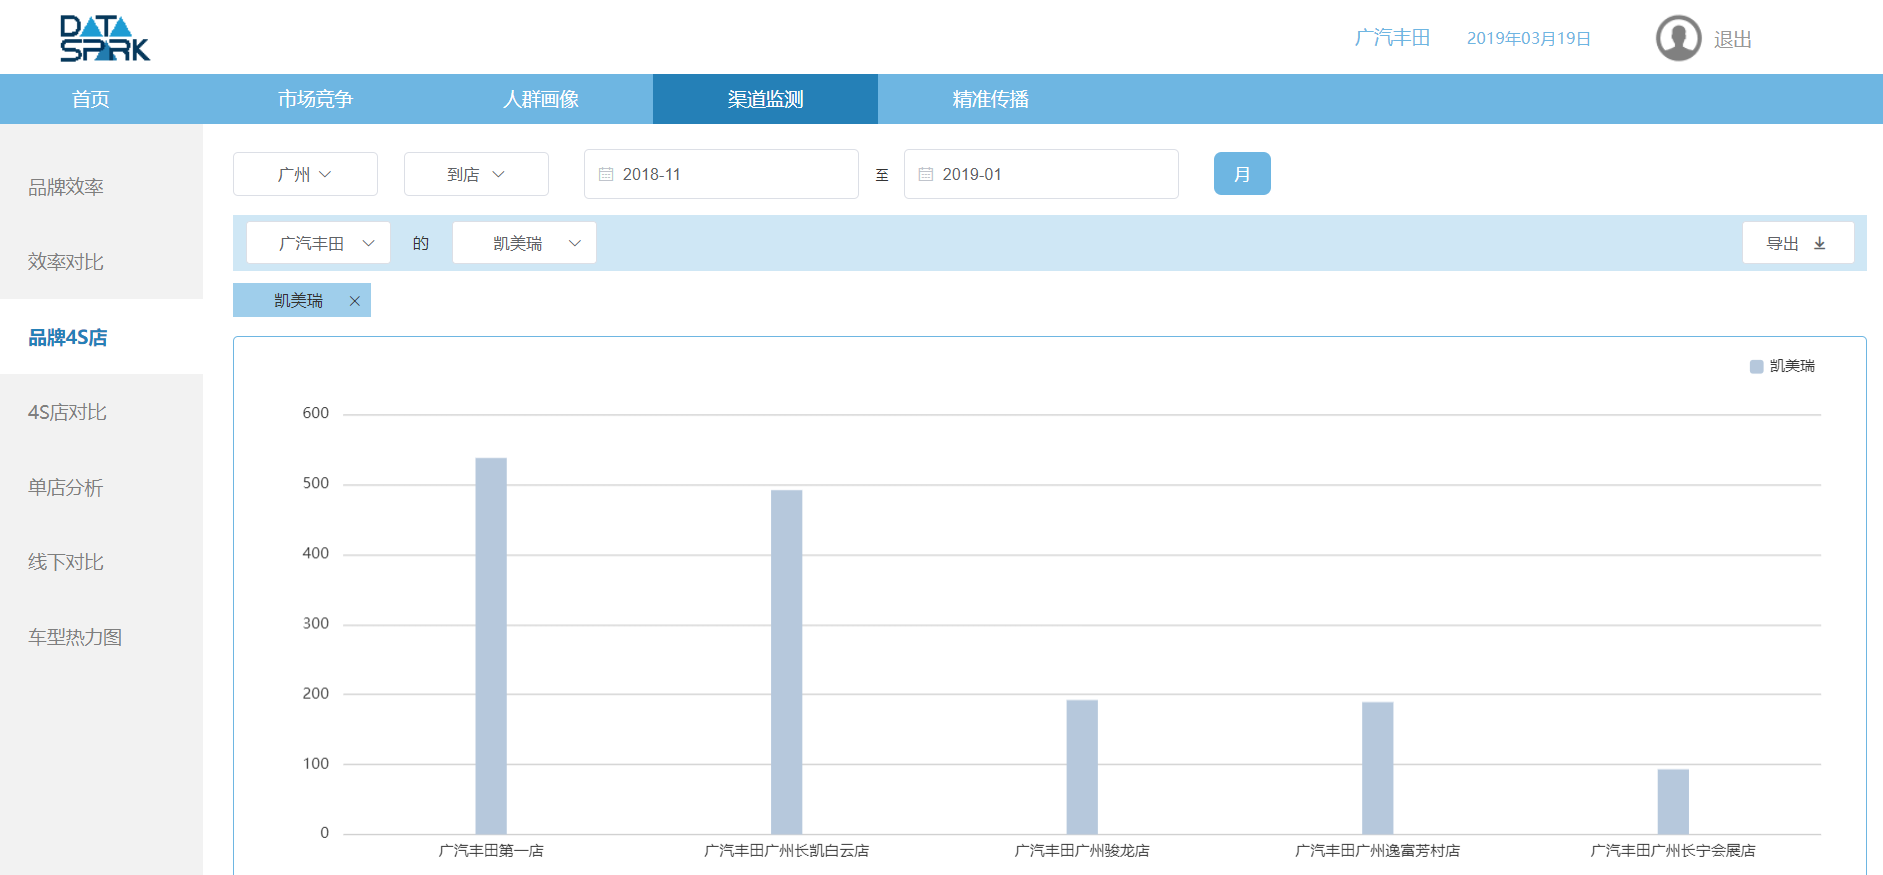 DATA
SPARK
广汽丰田 2019年03月19日 退出
首页 市场竞争 人群画像 渠道监测 精准传播
品牌效率
效率对比
品牌4S店
4S店对比
单店分析
线下对比
车型热力图
广州 到店 2018-11 至 2019-01 月
广汽丰田 的 凯美瑞 导出
凯美瑞
凯美瑞
600
500
400
300
200
100
0
广汽丰田第一店 广汽丰田广州长凯白云店 广汽丰田广州骏龙店 广汽丰田广州逸富芳村店 广汽丰田广州长宁会展店